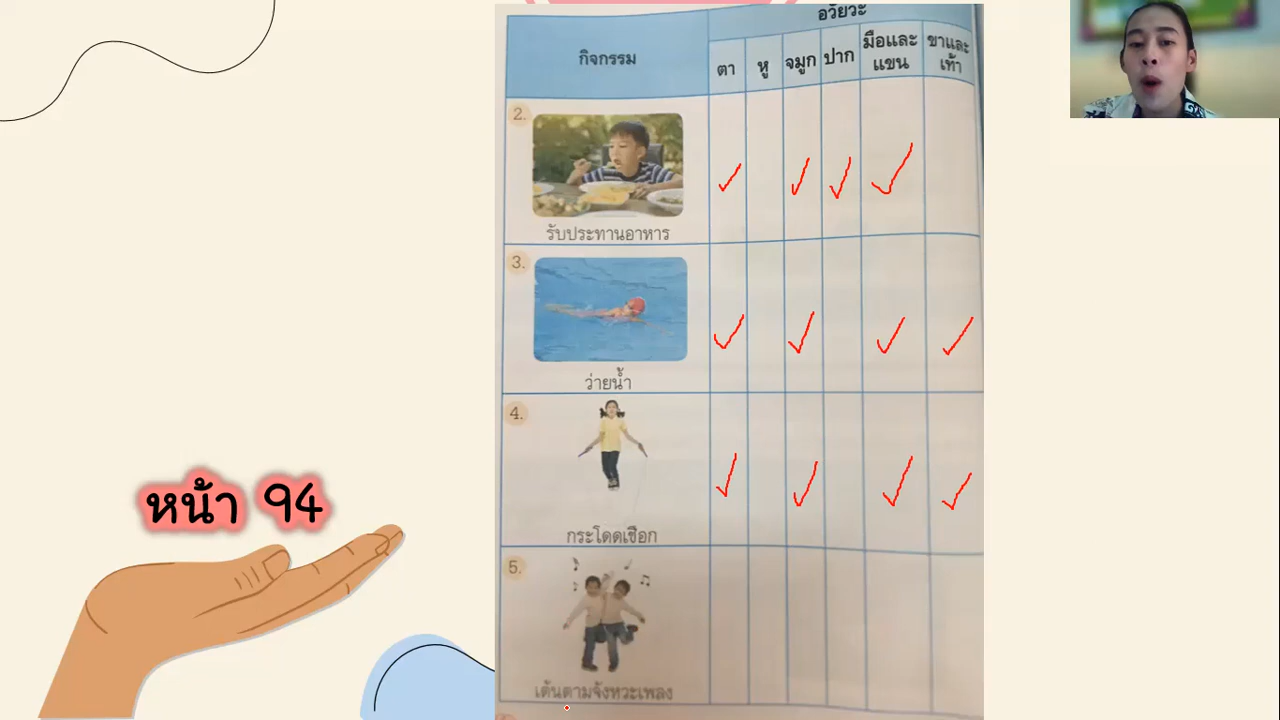 อวัยวะ
กิจกรรม
ตา
หู
จมูก
ปาก
มือและ
แขน
ขาและ
เท้า
2.
รับประทานอาหาร
3.
ว่ายน้ำ
4.
กระโดดเชือก
5.
เต้นตามจังหวะเพลง
หน้า 94